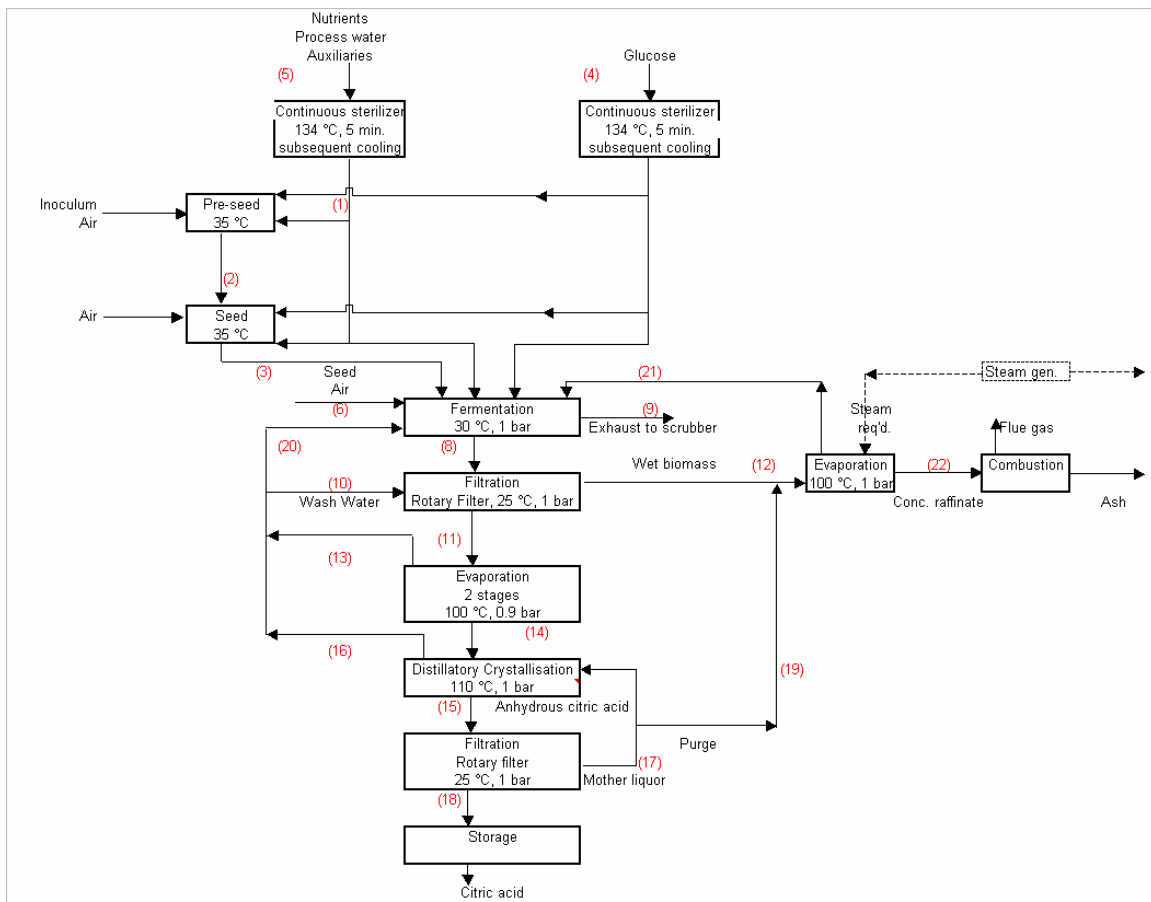 Nutrients
Process water
Auxiliaries
Glucose
(5)
(4)
Continuous sterilizer
134 °C, 5 min.
subsequent cooling
Continuous sterilizer
134 °C, 5 min.
subsequent cooling
Inoculum
Air
Pre-seed
35 °C
(1)
(2)
Air
Seed
35 °C
(3)
Seed
Air
(6)
(21)
Steam gen.
Fermentation
30 °C, 1 bar
(9)
Exhaust to scrubber
Steam
req'd.
Flue gas
(20)
(8)
Wet biomass
(12)
Evaporation
100 °C, 1 bar
(22)
Conc. raffinate
Combustion
Ash
(10)
Wash Water
Filtration
Rotary Filter, 25 °C, 1 bar
(11)
(13)
Evaporation
2 stages
100 °C, 0.9 bar
(14)
(16)
Distillatory Crystallisation
110 °C, 1 bar
(19)
(15)
Anhydrous citric acid
Filtration
Rotary filter
25 °C, 1 bar
Purge
(17)
Mother liquor
(18)
Storage
Citric acid